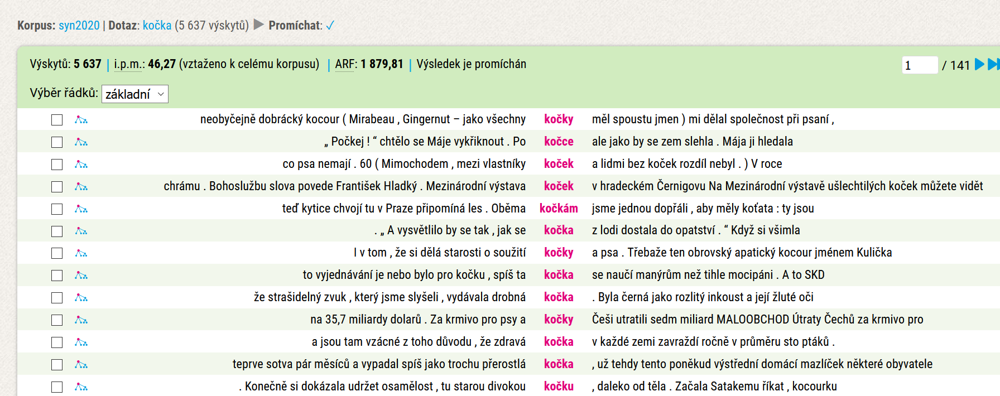 Korpus: syn2020 | Dotaz: kočka (5 637 výskytů) ▶ Promíchat: ✓
Výskytů: 5 637 | i.p.m.: 46,27 (vztaženo k celému korpusu) | ARF: 1 879,81 | Výsledek je promíchán 1 / 141
Výběr řádků: základní
neobyčejně dobrácký kocour ( Mirabeau , Gingernut – jako všechny kočky měl spoustu jmen ) mi dělal společnost při psaní ,
„ Počkej ! “ chtělo se Máje vykřiknout . Po kočce ale jako by se zem slehla . Mája ji hledala
co psa nemají . 60 ( Mimochodem , mezi vlastníky koček a lidmi bez koček rozdíl nebyl . ) V roce
chrámu . Bohoslužbu slova povede František Hladký . Mezinárodní výstava koček v hradeckém Černigovu Na Mezinárodní výstavě ušlechtilých koček můžete vidět
teď kytice chvojí tu v Praze připomíná les . Oběma kočkám jsme jednou dopřáli , aby měly koťata : ty jsou
. „ A vysvětlilo by se tak , jak se kočka z lodi dostala do opatství . “ Když si všimla
I v tom , že si dělá starosti o soužití kočky a psa . Třebaže ten obrovský apatický kocour jménem Kulička
to vyjednávání je nebo bylo pro kočku , spíš ta kočka se naučí manýrům než tihle mocipáni . A to SKD
že strašidelný zvuk , který jsme slyšeli , vydávala drobná kočka . Byla černá jako rozlitý inkoust a její žluté oči
na 35,7 miliardy dolarů . Za krmivo pro psy a kočky Češi utratili sedm miliard MALOOBCHOD Útraty Čechů za krmivo pro
a jsou tam vzácné z toho důvodu , že zdravá kočka v každé zemi zavraždí ročně v průměru sto ptáků .
teprve sotva pár měsíců a vypadal spíš jako trochu přerostlá kočka , už tehdy tento poněkud výstřední domácí mazlíček některé obyvatele
. Konečně si dokázala udržet osamělost , tu starou divokou kočku , daleko od těla . Začala Satakemu říkat , kocourku